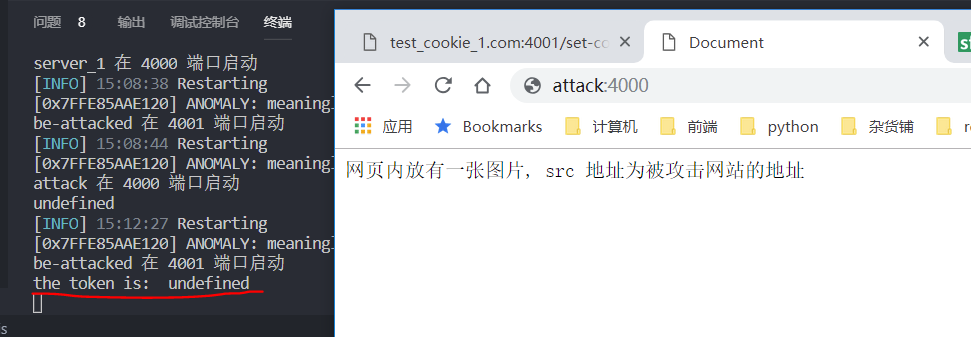 问题 8 输出 调试控制台 终端
server_1 在 4000 端口启动
[INFO] 15:08:38 Restarting
[0x7FFE85AAE120] ANOMALY: meaningl
be-attacked 在 4001 端口启动
[INFO] 15:08:44 Restarting
[0x7FFE85AAE120] ANOMALY: meaningl
attack 在 4000 端口启动
undefined
[INFO] 15:12:27 Restarting
[0x7FFE85AAE120] ANOMALY: meaningl
be-attacked 在 4001 端口启动
the token is: undefined
test_cookie_1.com:4001/set-co
Document
st
attack:4000
应用 Bookmarks 计算机 前端 python 杂货铺 re
网页内放有一张图片, src 地址为被攻击网站的地址